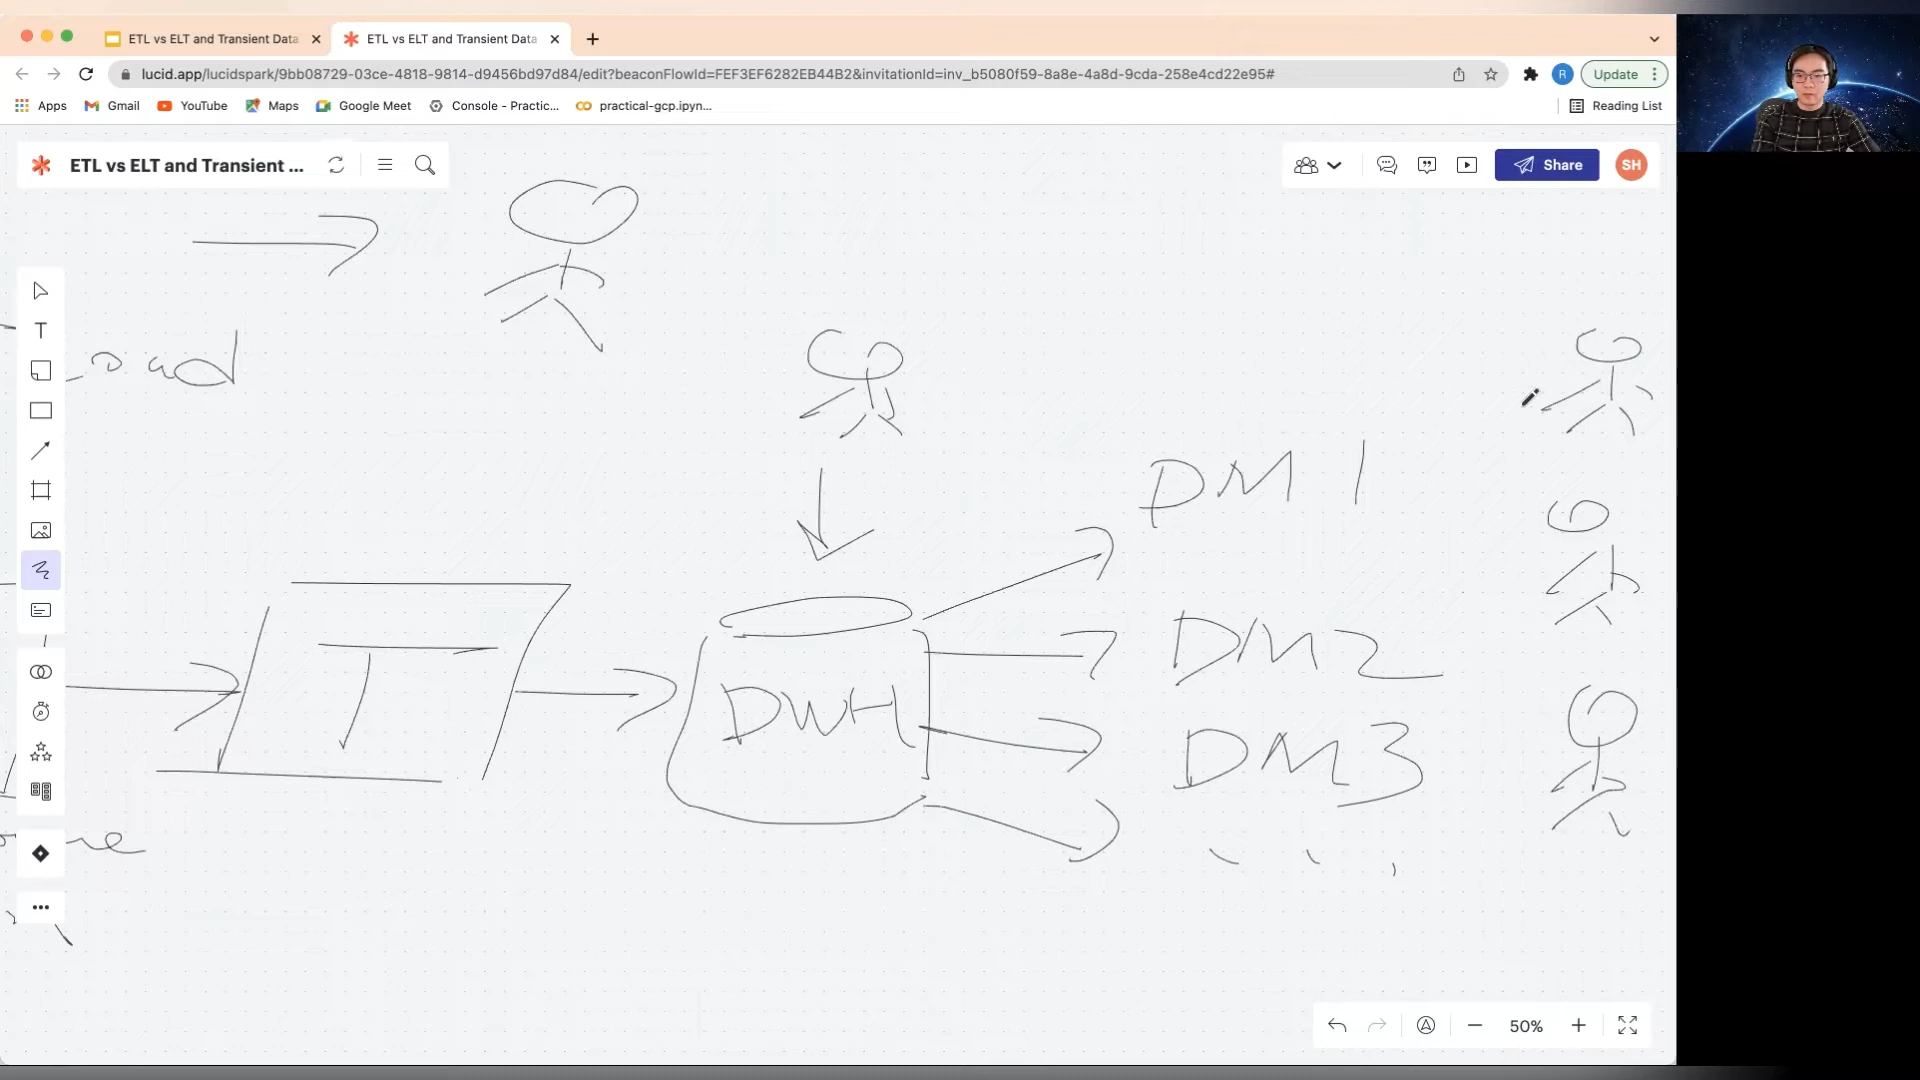 ETL vs ELT and Transient Data
ETL vs ELT and Transient Data
lucid.app/lucidspark/9bb08729-03ce-4818-9814-d9456bd97d84/edit?beaconFlowId=FEF3EF6282EB44B2&invitationId=inv_b5080f59-8a8e-4a8d-9cda-258e4cd22e95#
R
Update
Apps
Gmail
YouTube
Maps
Google Meet
Console - Practic...
practical-gcp.ipyn...
Reading List
ETL vs ELT and Transient ...
Share
SH
T
oad
DM 1
DM2
T
DWH
DM3
ne
...
50%